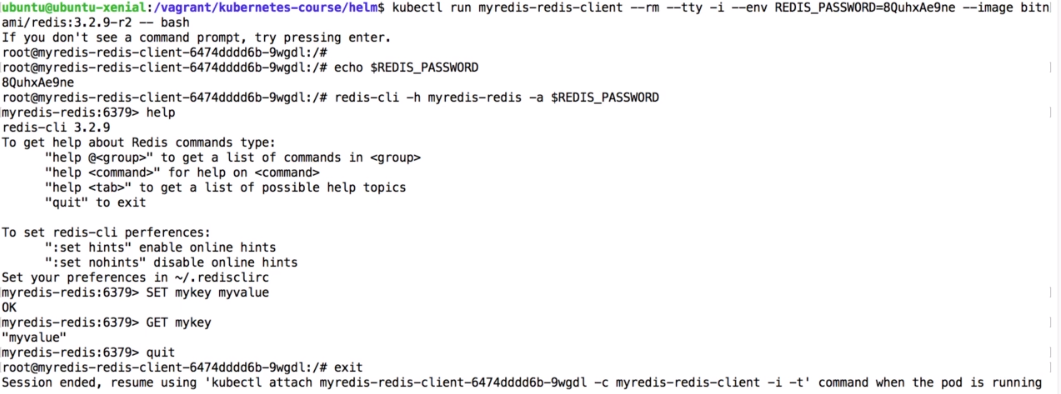 ubuntu@ubuntu-xenial:/vagrant/kubernetes-course/helm$ kubectl run myredis-redis-client --rm --tty -i --env REDIS_PASSWORD=8QuhxAe9ne --image bitn
ami/redis:3.2.9-r2 -- bash
If you don't see a command prompt, try pressing enter.
root@myredis-redis-client-6474dddd6b-9wgdl:/#
root@myredis-redis-client-6474dddd6b-9wgdl:/# echo $REDIS_PASSWORD
8QuhxAe9ne
root@myredis-redis-client-6474dddd6b-9wgdl:/# redis-cli -h myredis-redis -a $REDIS_PASSWORD
myredis-redis:6379> help
redis-cli 3.2.9
To get help about Redis commands type:
      "help @<group>" to get a list of commands in <group>
      "help <command>" for help on <command>
      "help <tab>" to get a list of possible help topics
      "quit" to exit

To set redis-cli perferences:
      ":set hints" enable online hints
      ":set nohints" disable online hints
Set your preferences in ~/.redisclirc
myredis-redis:6379> SET mykey myvalue
OK
myredis-redis:6379> GET mykey
"myvalue"
myredis-redis:6379> quit
root@myredis-redis-client-6474dddd6b-9wgdl:/# exit
Session ended, resume using 'kubectl attach myredis-redis-client-6474dddd6b-9wgdl -c myredis-redis-client -i -t' command when the pod is running